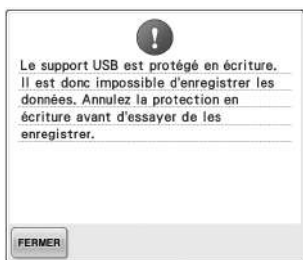 Le support USB est protégé en écriture.
Il est donc impossible d'enregistrer les
données. Annulez la protection en
écriture avant d'essayer de les
enregistrer.
FERMER